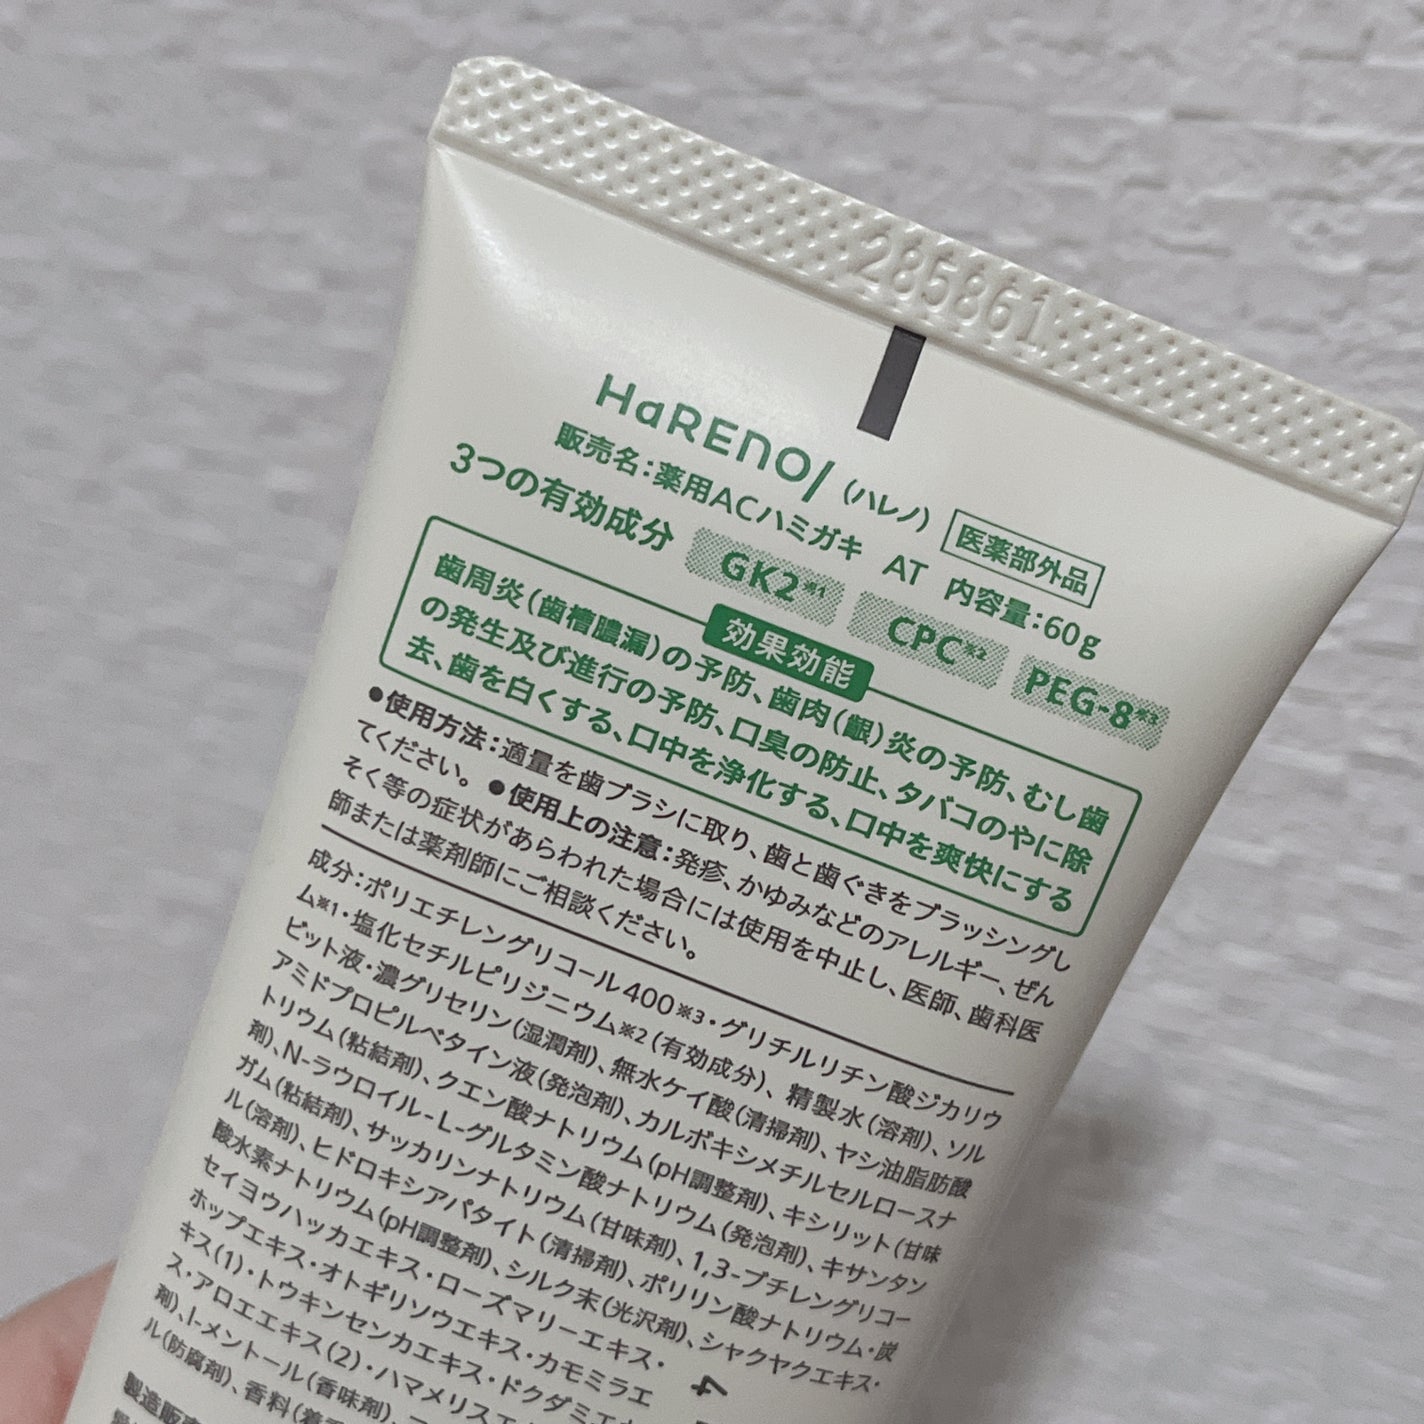 285861
HaRENO/ (ハレノ) 医薬部外品
販売名:薬用ACハミガキ AT 内容量:60g
3つの有効成分 GK2※1 CPC※2 PEG-8※3
効果効能
歯周炎(歯槽膿漏)の予防、歯肉(齦)炎の予防、むし歯
の発生及び進行の予防、口臭の防止、タバコのやに除
去、歯を白くする、口中を浄化する、口中を爽快にする
●使用方法:適量を歯ブラシに取り、歯と歯ぐきをブラッシングし
てください。 ●使用上の注意:発疹、かゆみなどのアレルギー、ぜん
そく等の症状があらわれた場合には使用を中止し、医師、歯科医
師または薬剤師にご相談ください。
成分:ポリエチレングリコール400※3・グリチルリチン酸ジカリウ
ム※1・塩化セチルピリジニウム※2(有効成分)、精製水(溶剤)、ソル
ビット液・濃グリセリン(湿潤剤)、無水ケイ酸(清掃剤)、ヤシ油脂肪酸
アミドプロピルベタイン液(発泡剤)、カルボキシメチルセルロースナ
トリウム(粘結剤)、クエン酸ナトリウム(pH調整剤)、キシリット(甘味
剤)、N-ラウロイル-L-グルタミン酸ナトリウム(発泡剤)、キサンタン
ガム(粘結剤)、サッカリンナトリウム(甘味剤)、1,3-ブチレングリコー
ル(溶剤)、ヒドロキシアパタイト(清掃剤)、ポリリン酸ナトリウム・炭
酸水素ナトリウム(pH調整剤)、シルク末(光沢剤)、シャクヤクエキス・
セイヨウハッカエキス・ローズマリーエキス・
ホップエキス・オトギリソウエキス・カモミラエ
キス(1)・トウキンセンカエキス・ドクダミエキ
ス・アロエエキス(2)・ハマメリスエ
剤)、l-メントール(香味剤)、
ル(防腐剤)、香料(着香
製造販売